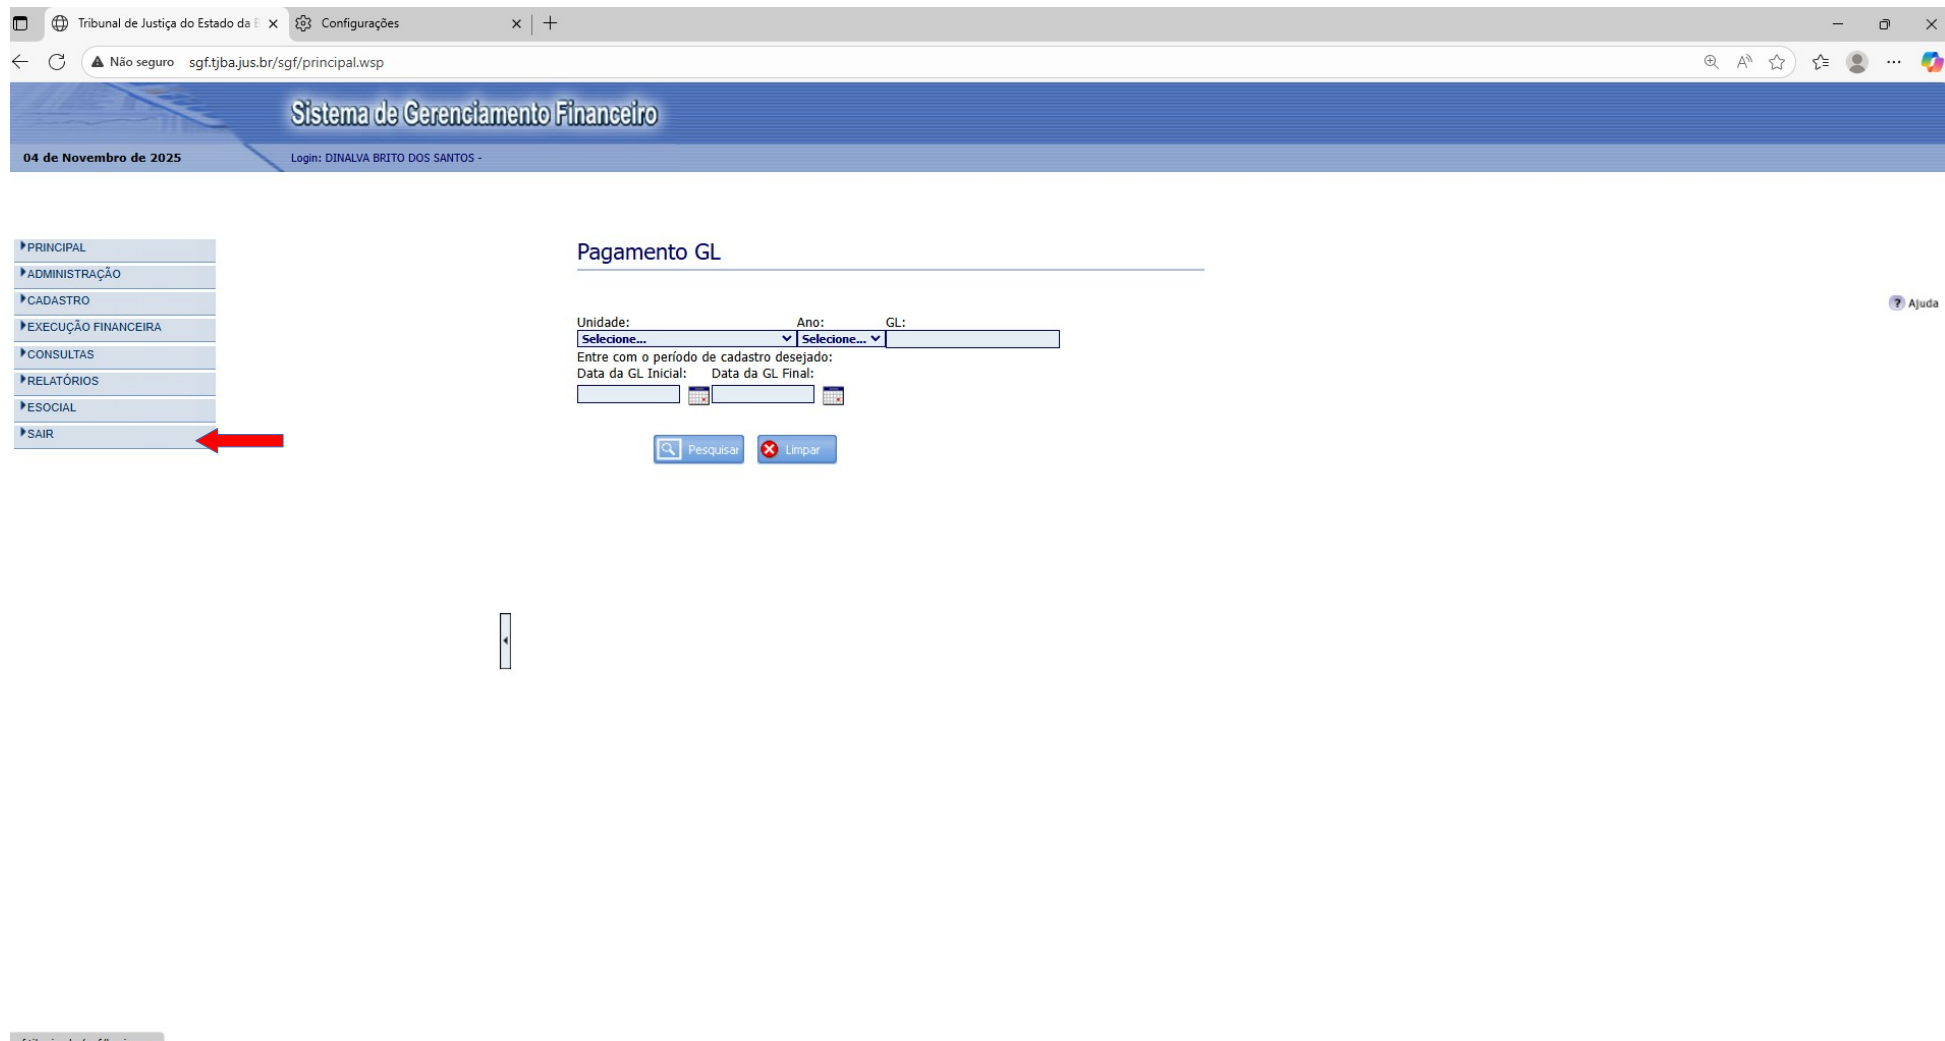 Tribunal de Justiça do Estado da B
Configurações
Não seguro sgf.tjba.jus.br/sgf/principal.wsp
Sistema de Gerenciamento Financeiro
04 de Novembro de 2025
Login: DINALVA BRITO DOS SANTOS -
PRINCIPAL
ADMINISTRAÇÃO
CADASTRO
EXECUÇÃO FINANCEIRA
CONSULTAS
RELATÓRIOS
ESOCIAL
SAIR
Pagamento GL
Ajuda
Unidade: Ano: GL:
Selecione... Selecione...
Entre com o período de cadastro desejado:
Data da GL Inicial: Data da GL Final:
Pesquisar Limpar